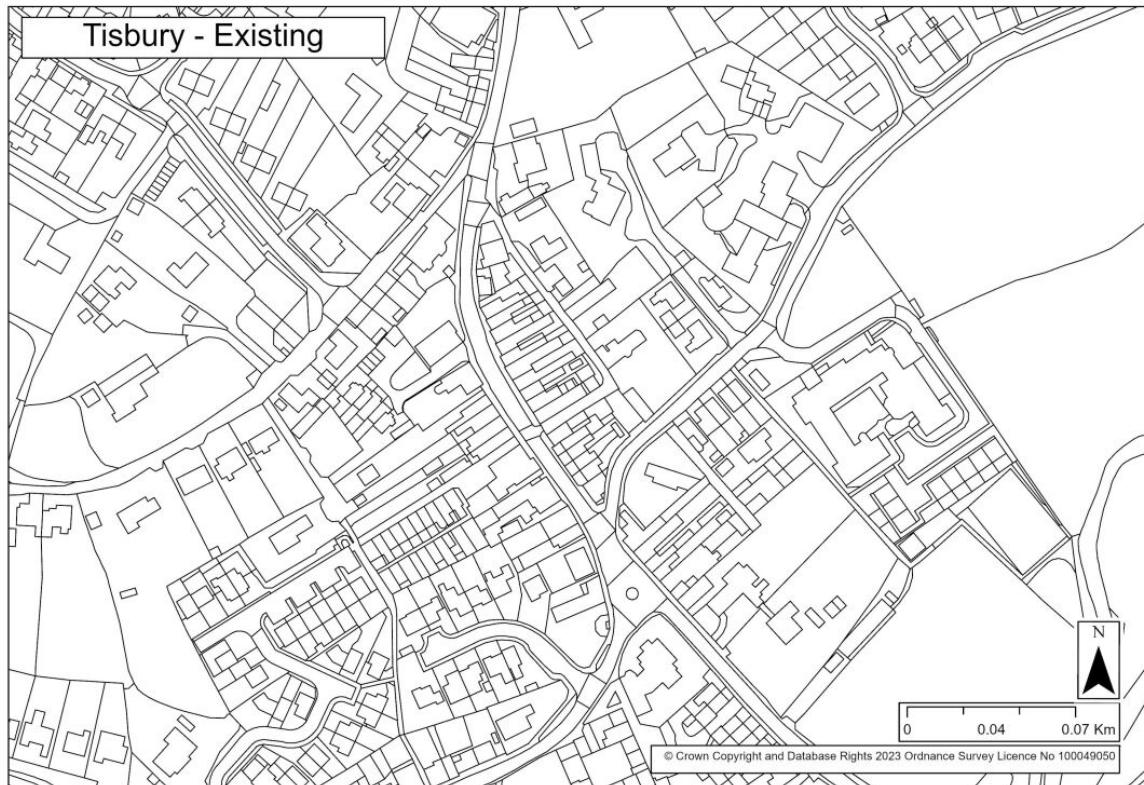 Tisbury - Existing
N
0 0.04 0.07 Km
© Crown Copyright and Database Rights 2023 Ordnance Survey Licence No 100049050